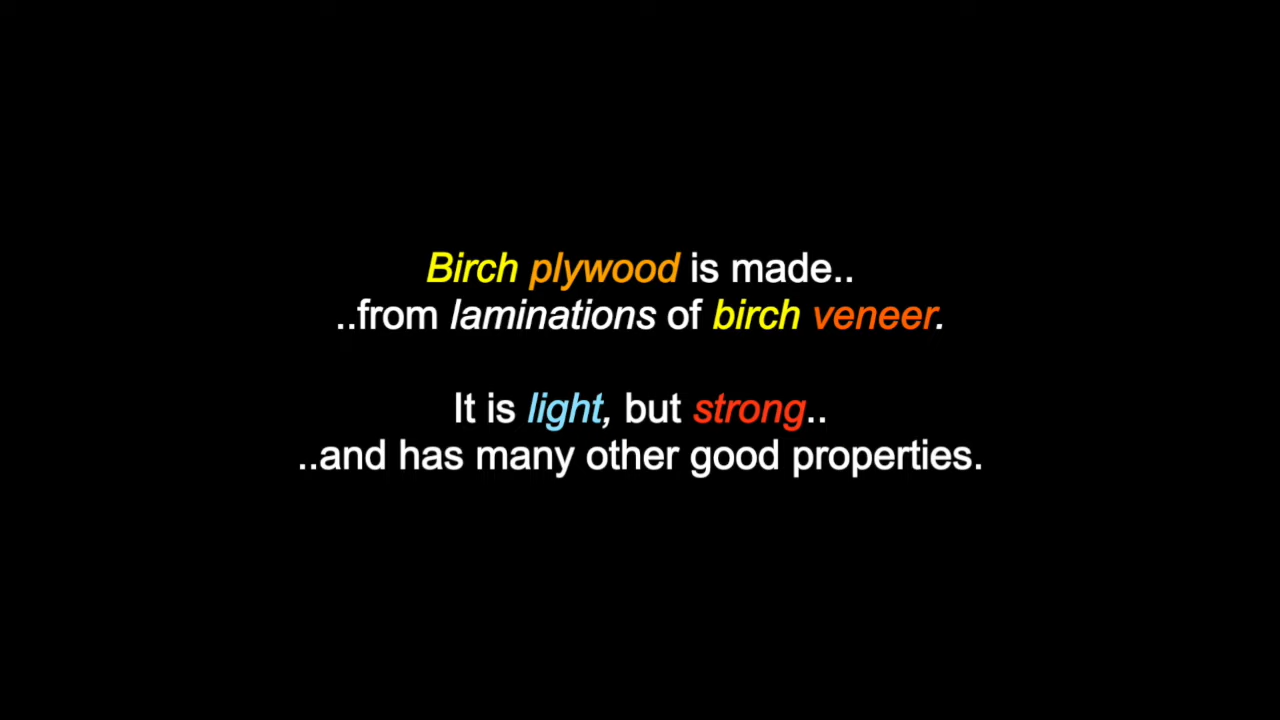 Birch plywood is made..
..from laminations of birch veneer.
It is light, but strong..
..and has many other good properties.